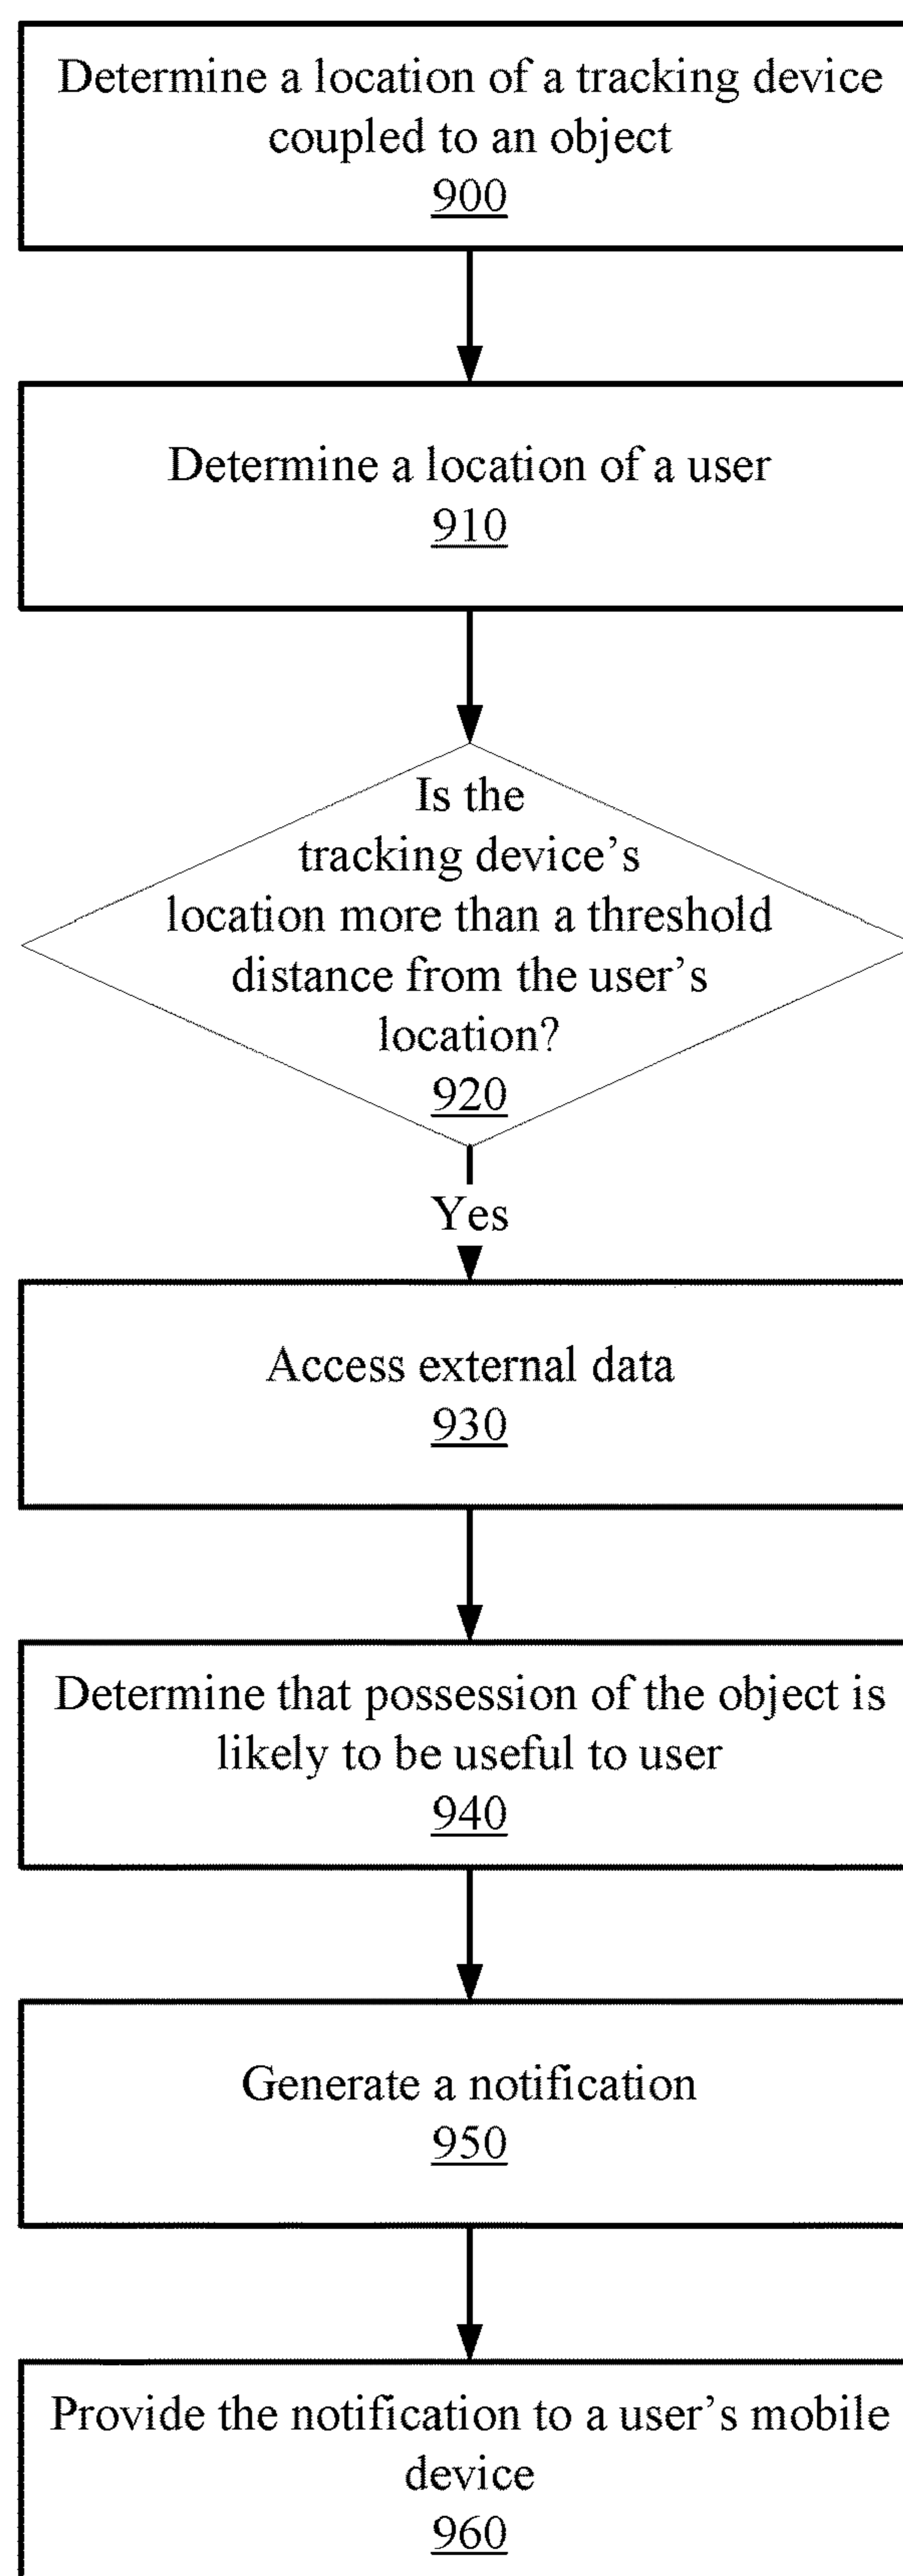 Determine a location of a tracking device
coupled to an object
900
Determine a location of a user
910
Is the
tracking device’s
location more than a threshold
distance from the user’s
location?
920
Yes
Access external data
930
Determine that possession of the object is
likely to be useful to user
940
Generate a notification
950
Provide the notification to a user’s mobile
device
960